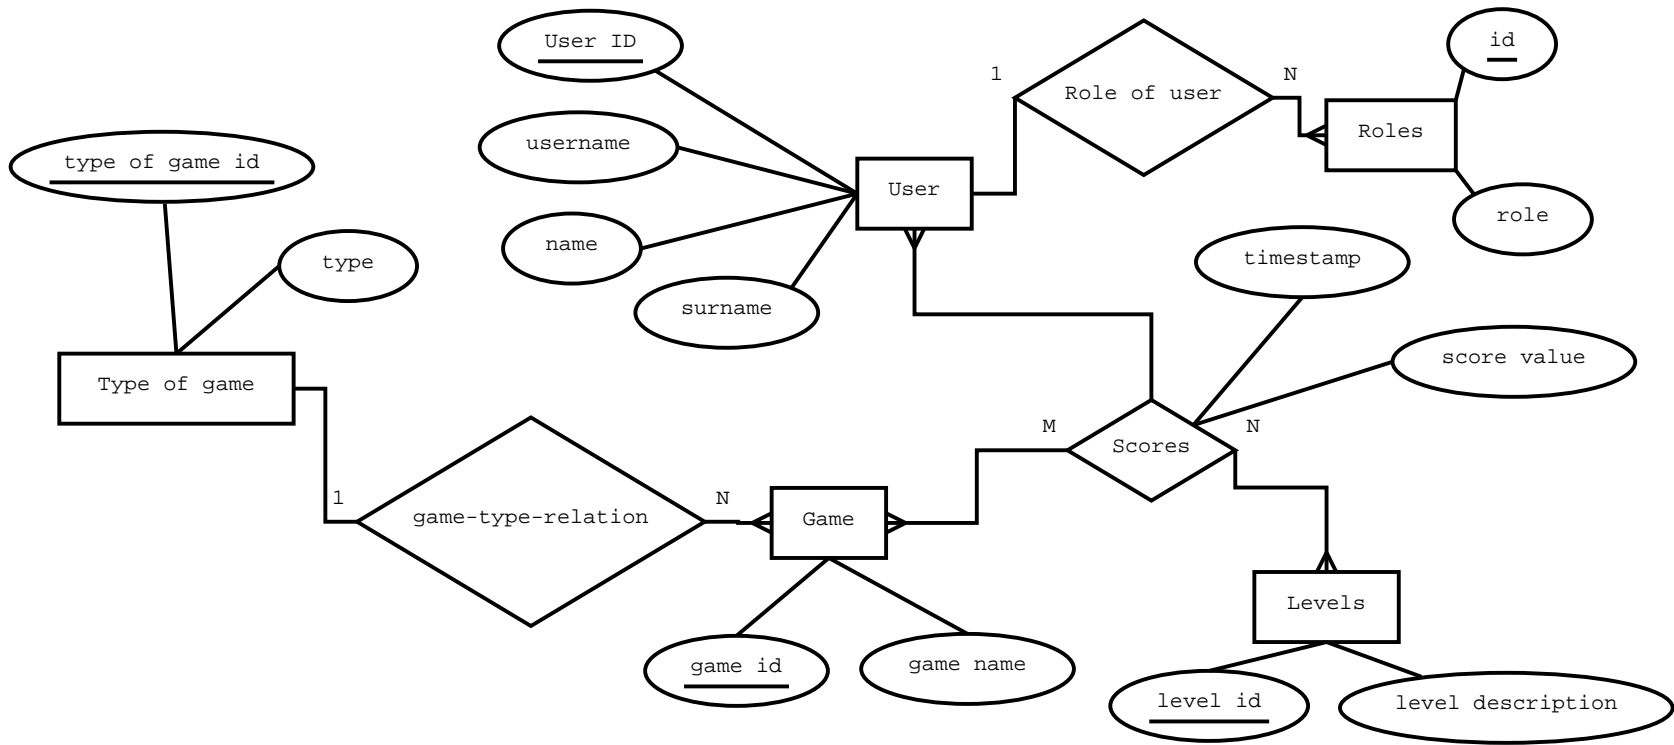 User ID
id
1
Role of user
N
Roles
username
type of game id
User
role
name
timestamp
type
surname
score value
Type of game
M
Scores
N
1
game-type-relation
N
Game
Levels
game id
game name
level id
level description